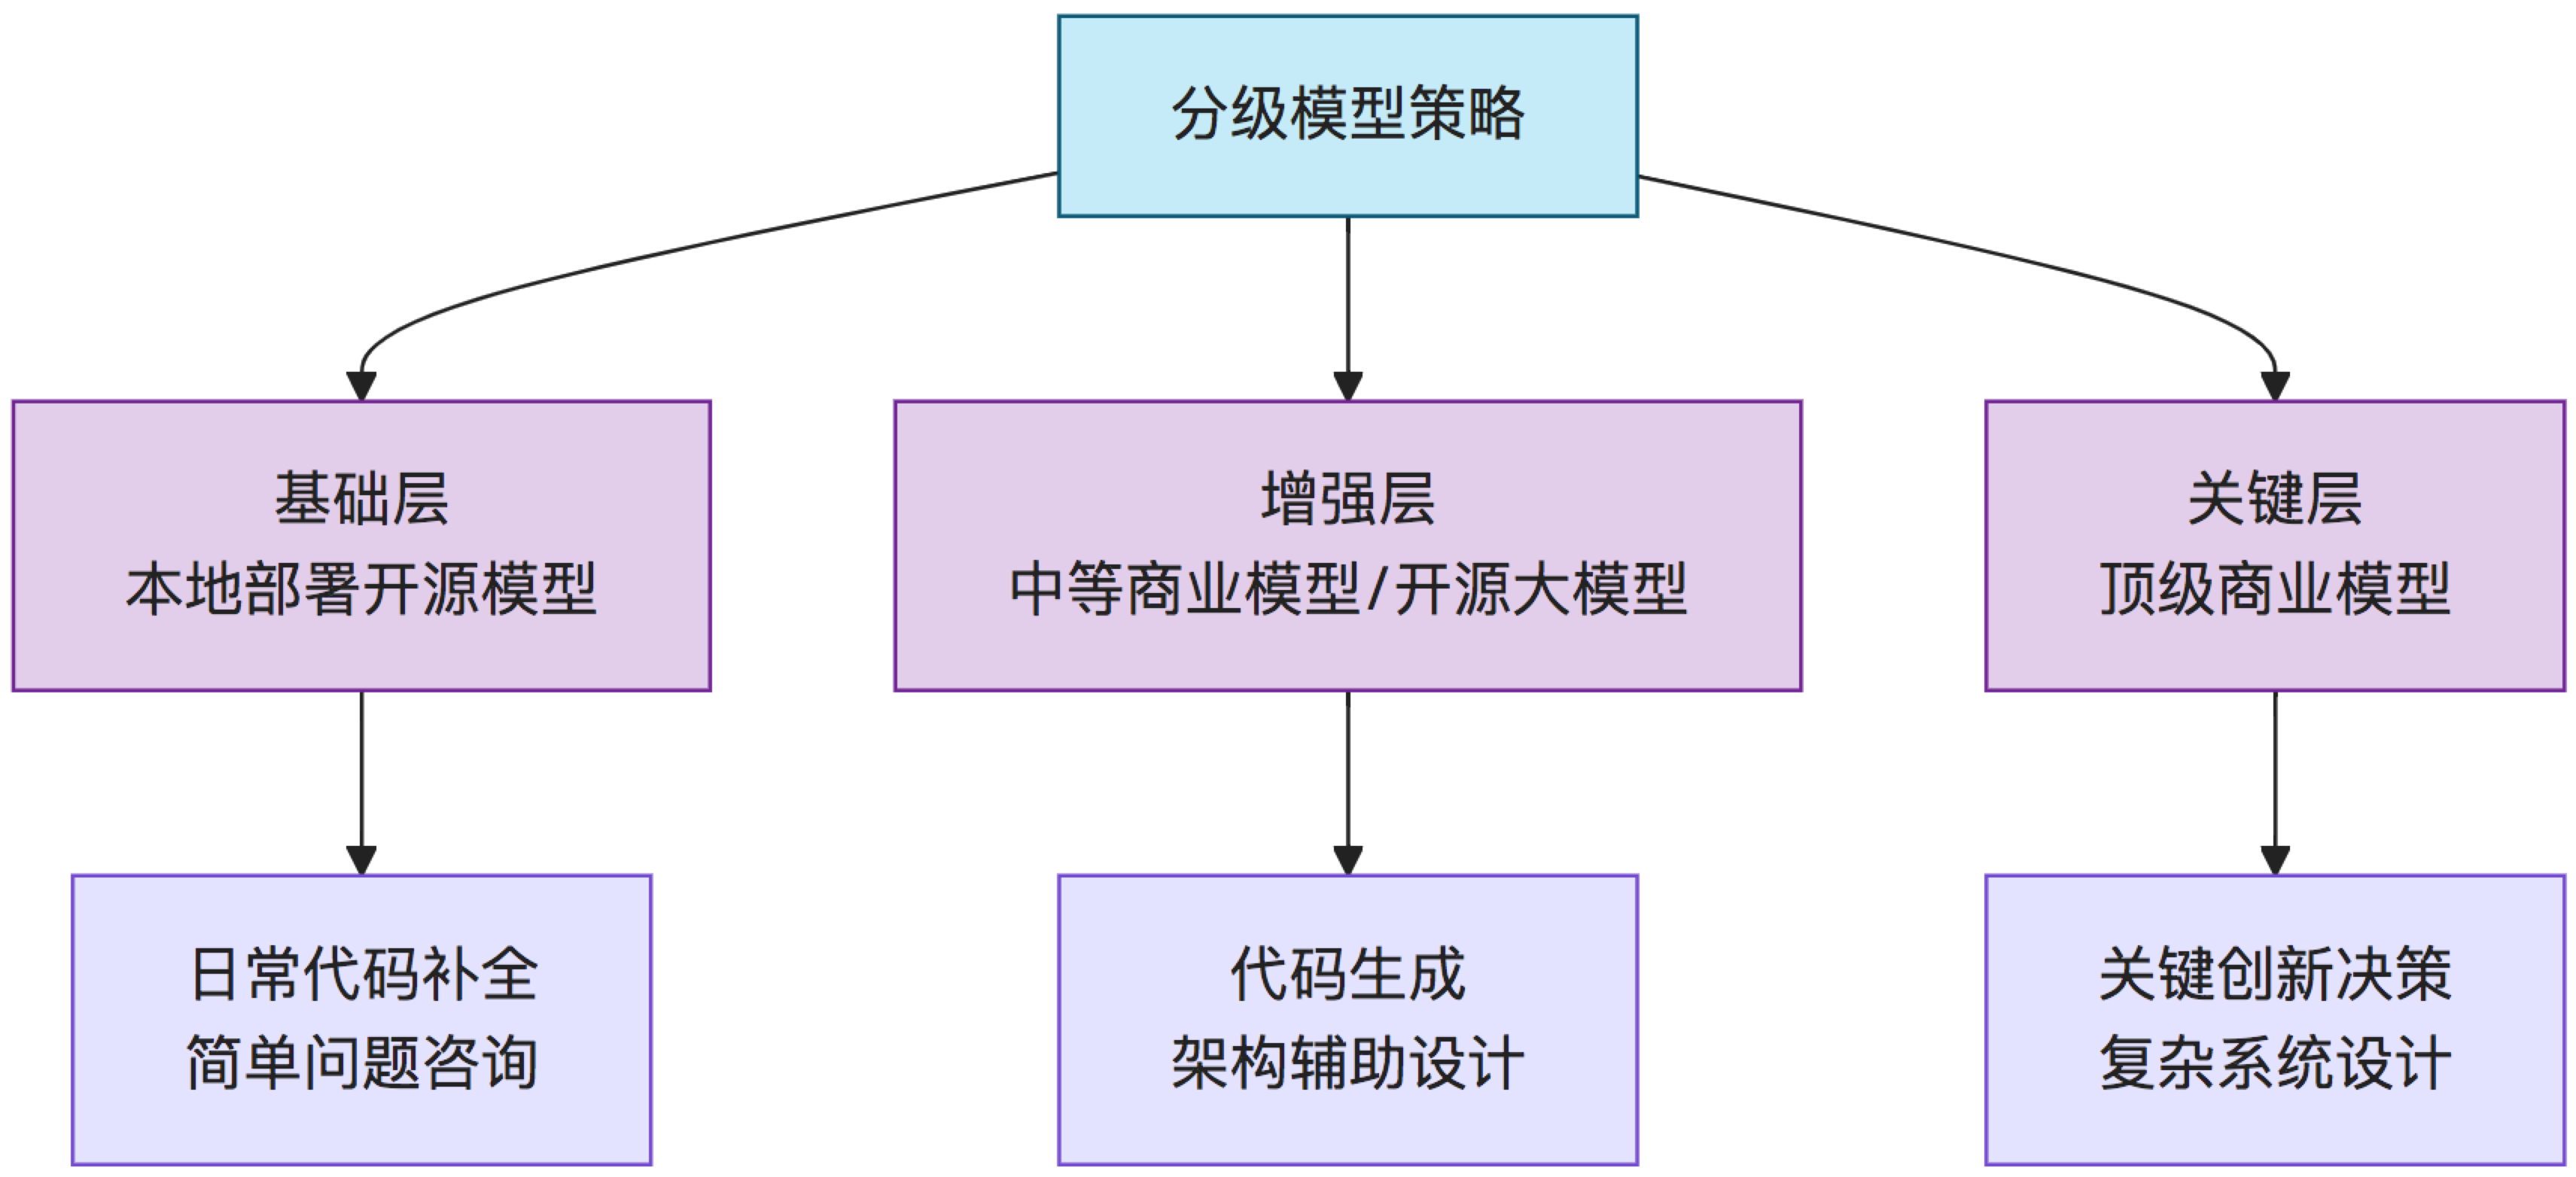 分级模型策略
基础层
本地部署开源模型
增强层
中等商业模型/开源大模型
关键层
顶级商业模型
日常代码补全
简单问题咨询
代码生成
架构辅助设计
关键创新决策
复杂系统设计